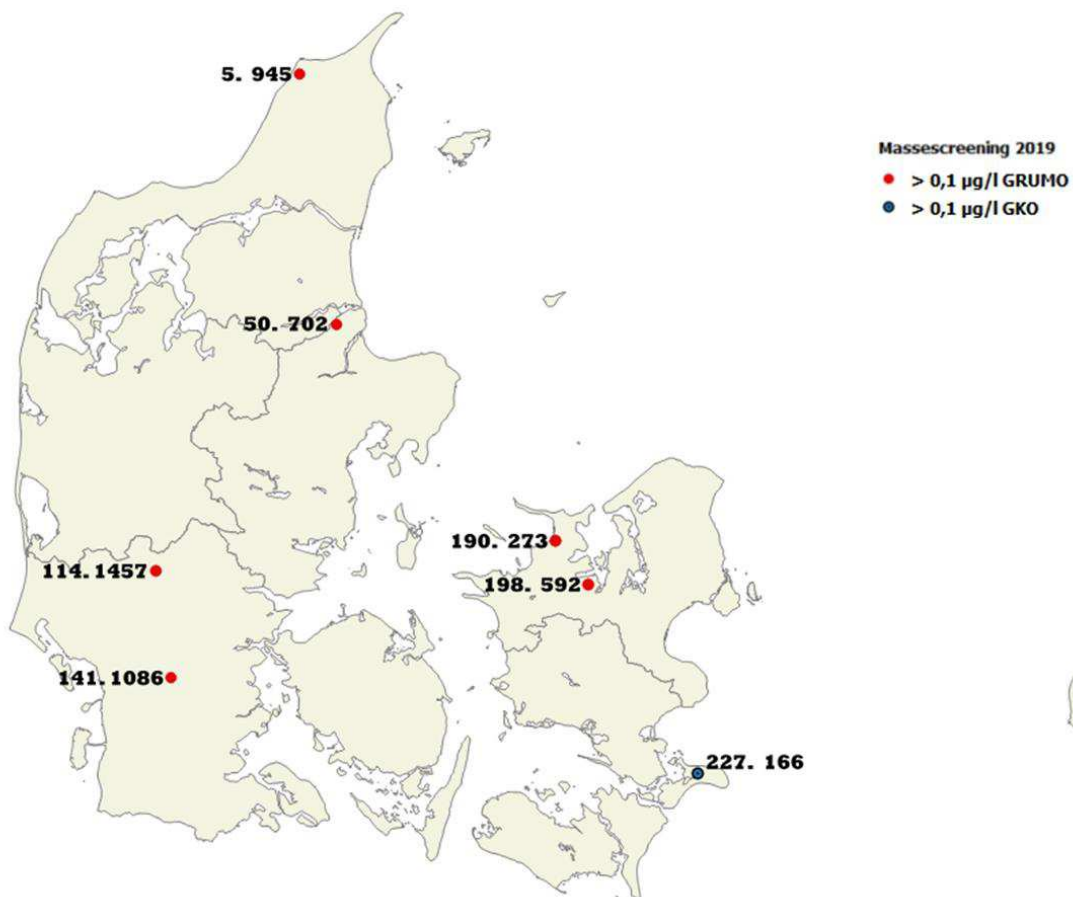 5. 945
Massescreening 2019
> 0,1 µg/l GRUMO
> 0,1 µg/l GKO
50. 702
190. 273
114. 1457
198. 592
141. 1086
227. 166